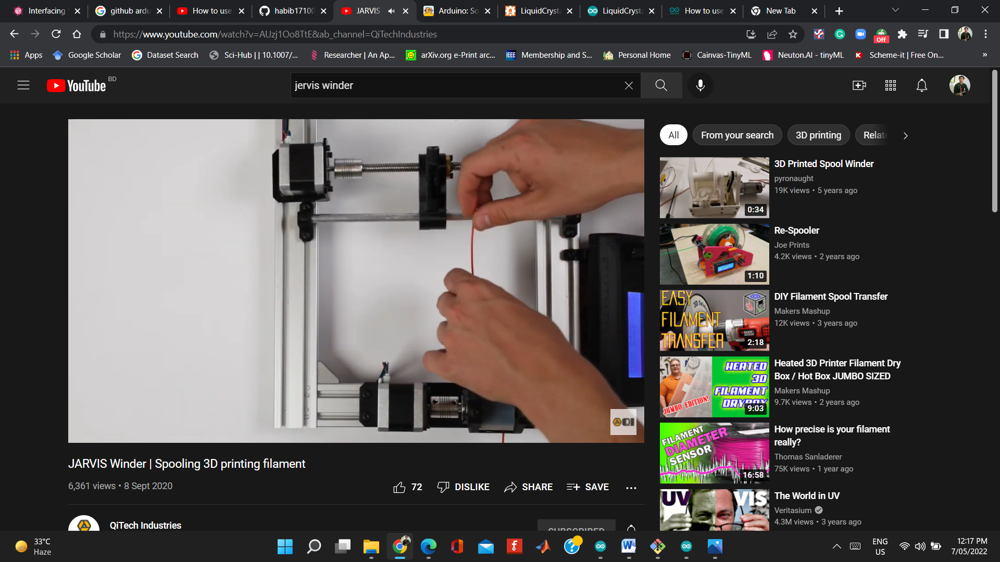 Interfacing
github ardu
How to use
habib17100
JARVIS
Arduino: So
LiquidCryst
LiquidCryst
How to use
New Tab
https://www.youtube.com/watch?v=AUzj1Oo8TtE&ab_channel=QiTechIndustries
Off
Apps
Google Scholar
Dataset Search
Sci-Hub | | 10.1007/...
Researcher | An Ap...
arXiv.org e-Print arc...
IEEE
Membership and S...
Personal Home
Cainvas-TinyML
Neuton.AI - tinyML
Scheme-it | Free On...
»
YouTube BD
jervis winder
QI
JARVIS Winder | Spooling 3D printing filament
6,361 views • 8 Sept 2020
72
DISLIKE
SHARE
SAVE
QiTech Industries
SUBSCRIBED
All
From your search
3D printing
Relate
3D Printed Spool Winder
pyronaught
19K views • 5 years ago
0:34
Re-Spooler
Joe Prints
4.2K views • 2 years ago
1:10
EASY
FILAMENT
TRANSFER
2:18
DIY Filament Spool Transfer
Makers Mashup
12K views • 3 years ago
HEATED
3D
FILAMENT
DRYBOX
JUMBO EDITION!
9:03
Heated 3D Printer Filament Dry
Box / Hot Box JUMBO SIZED
Makers Mashup
9.7K views • 2 years ago
FILAMENT
DIAMETER
SENSOR
16:58
How precise is your filament
really?
Thomas Sanladerer
75K views • 1 year ago
UV
VIS
The World in UV
Veritasium
4.3M views • 3 years ago
33°C
Haze
ENG
US
12:17 PM
7/05/2022